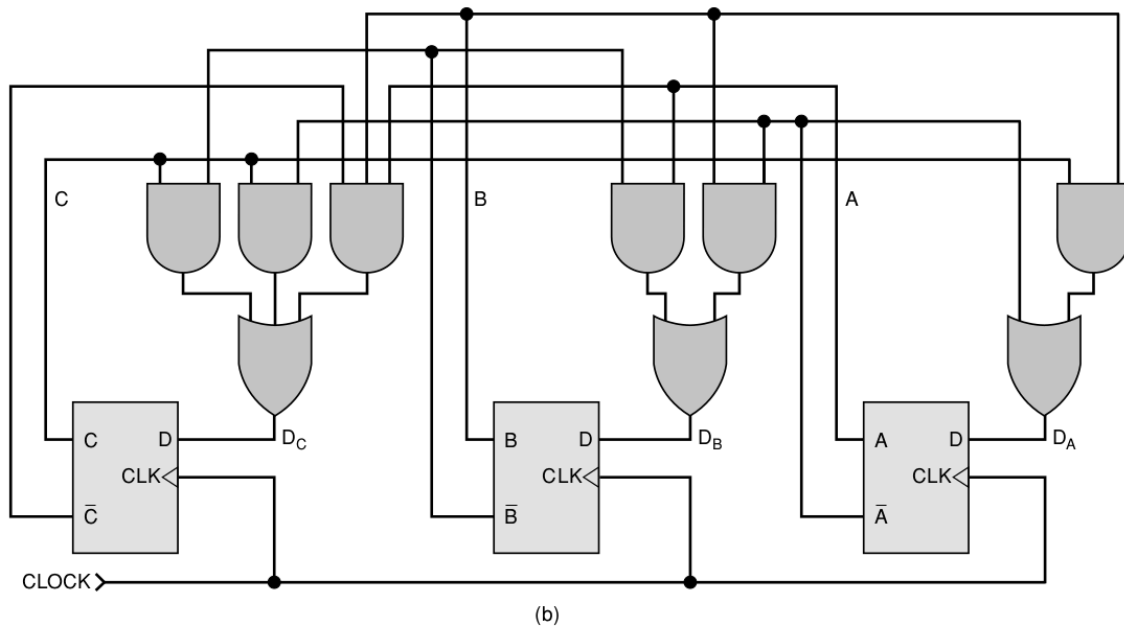 C B A
C D D_C B D D_B A D D_A
CLK CLK CLK
C̅ B̅ A̅
CLOCK
(b)